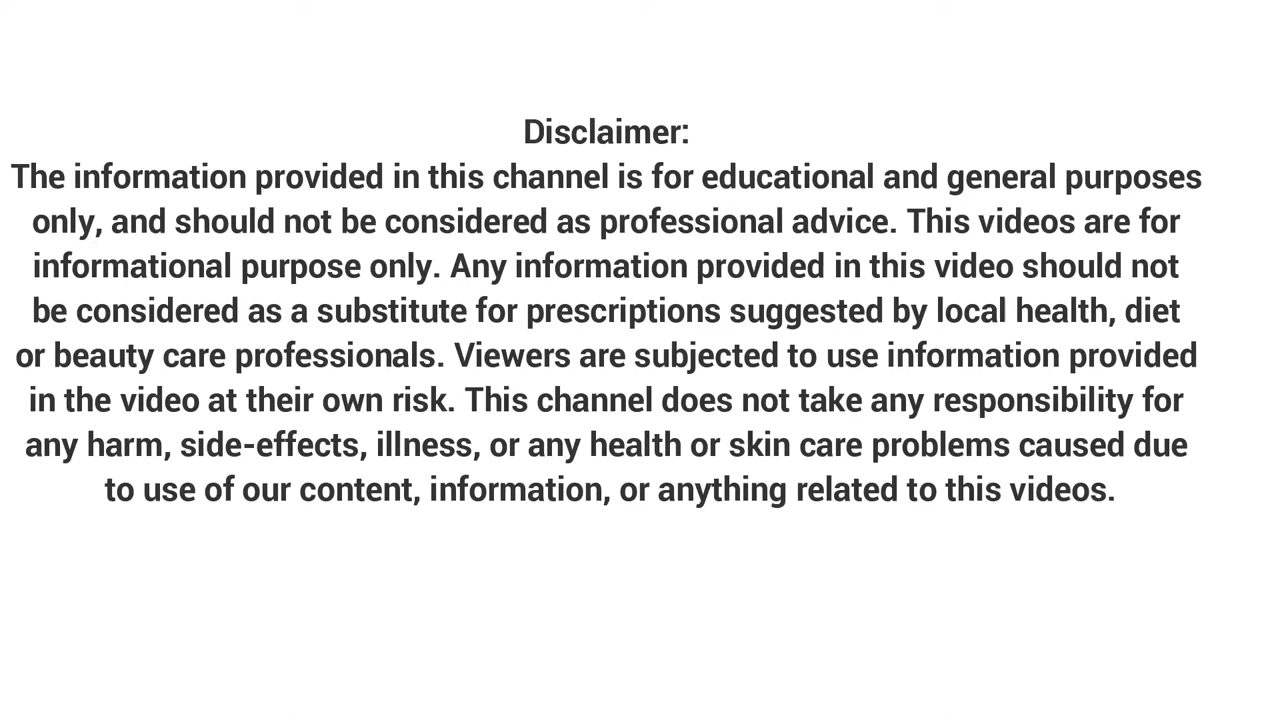 Disclaimer:
The information provided in this channel is for educational and general purposes
only, and should not be considered as professional advice. This videos are for
informational purpose only. Any information provided in this video should not
be considered as a substitute for prescriptions suggested by local health, diet
or beauty care professionals. Viewers are subjected to use information provided
in the video at their own risk. This channel does not take any responsibility for
any harm, side-effects, illness, or any health or skin care problems caused due
to use of our content, information, or anything related to this videos.